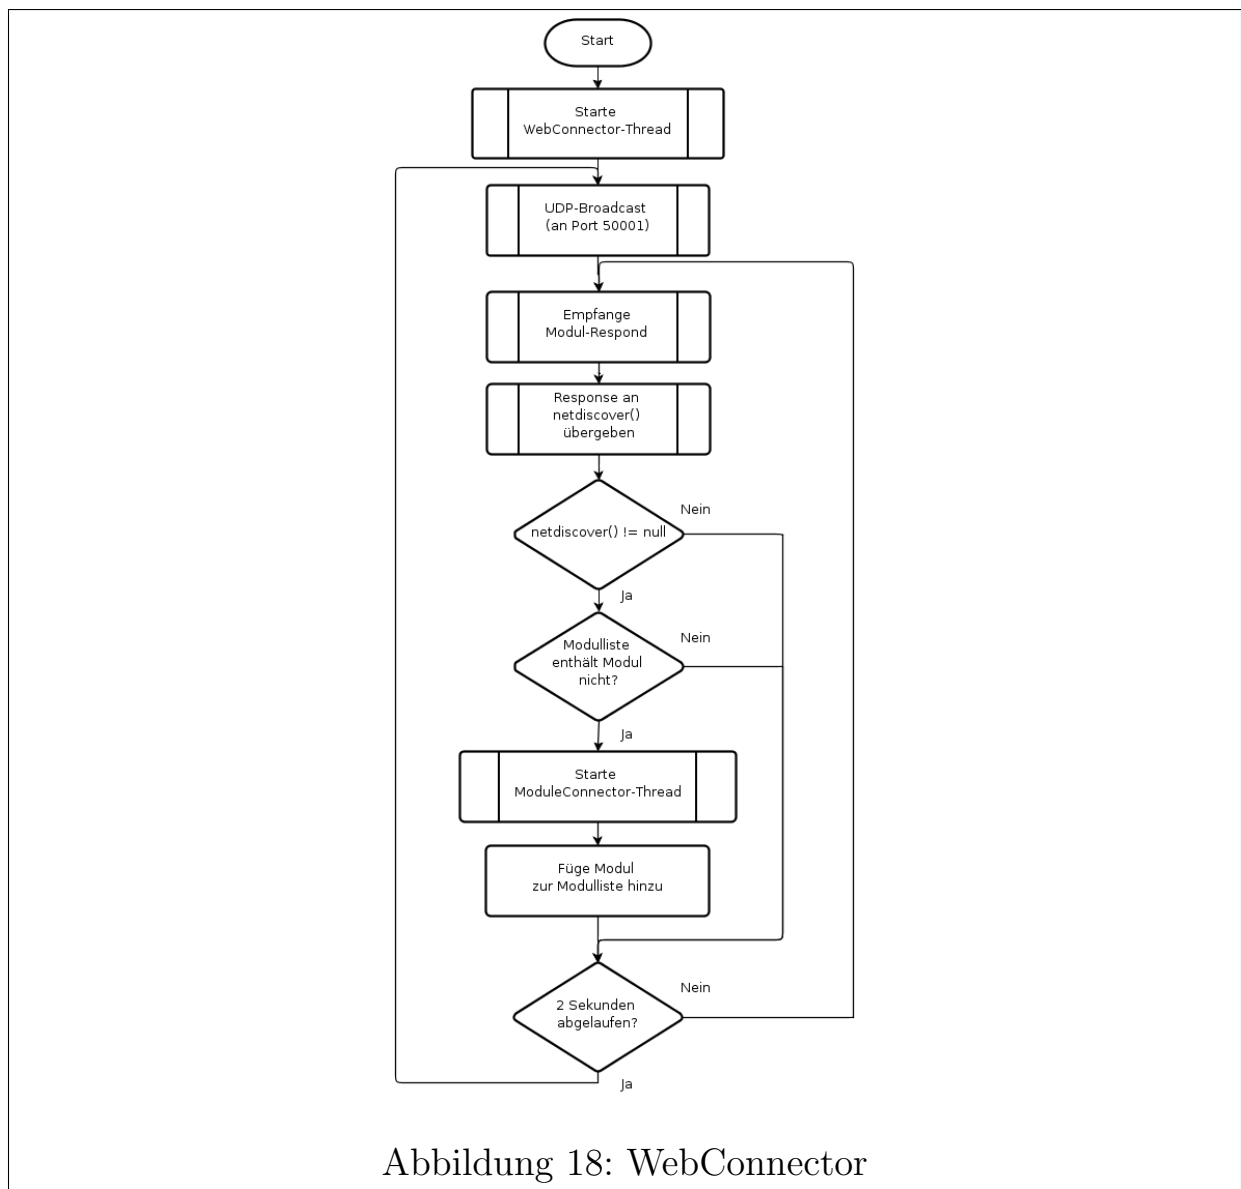 Start
Starte
WebConnector-Thread
UDP-Broadcast
(an Port 50001)
Empfange
Modul-Respond
Response an
netdiscover()
übergeben
Nein
netdiscover() != null
Ja
Nein
Modulliste
enthält Modul
nicht?
Ja
Starte
ModuleConnector-Thread
Füge Modul
zur Modulliste hinzu
Nein
2 Sekunden
abgelaufen?
Ja
Abbildung 18: WebConnector